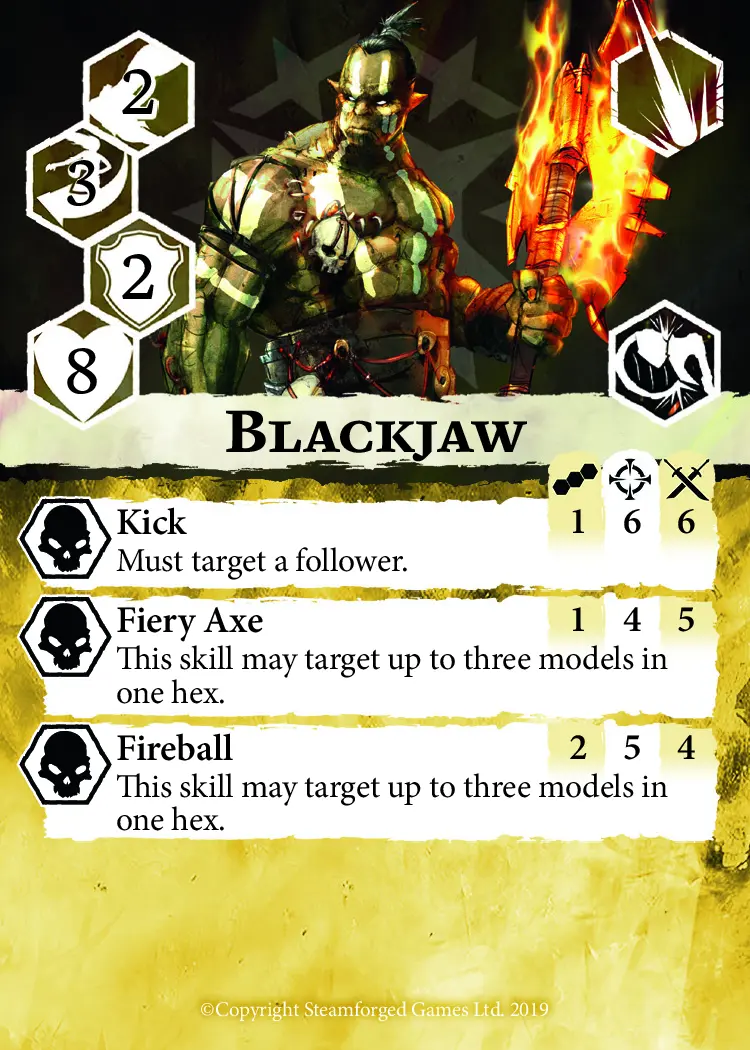 2
3
2
8
Blackjaw
Kick 1 6 6
Must target a follower.
Fiery Axe 1 4 5
This skill may target up to three models in
one hex.
Fireball 2 5 4
This skill may target up to three models in
one hex.
©Copyright Steamforged Games Ltd. 2019